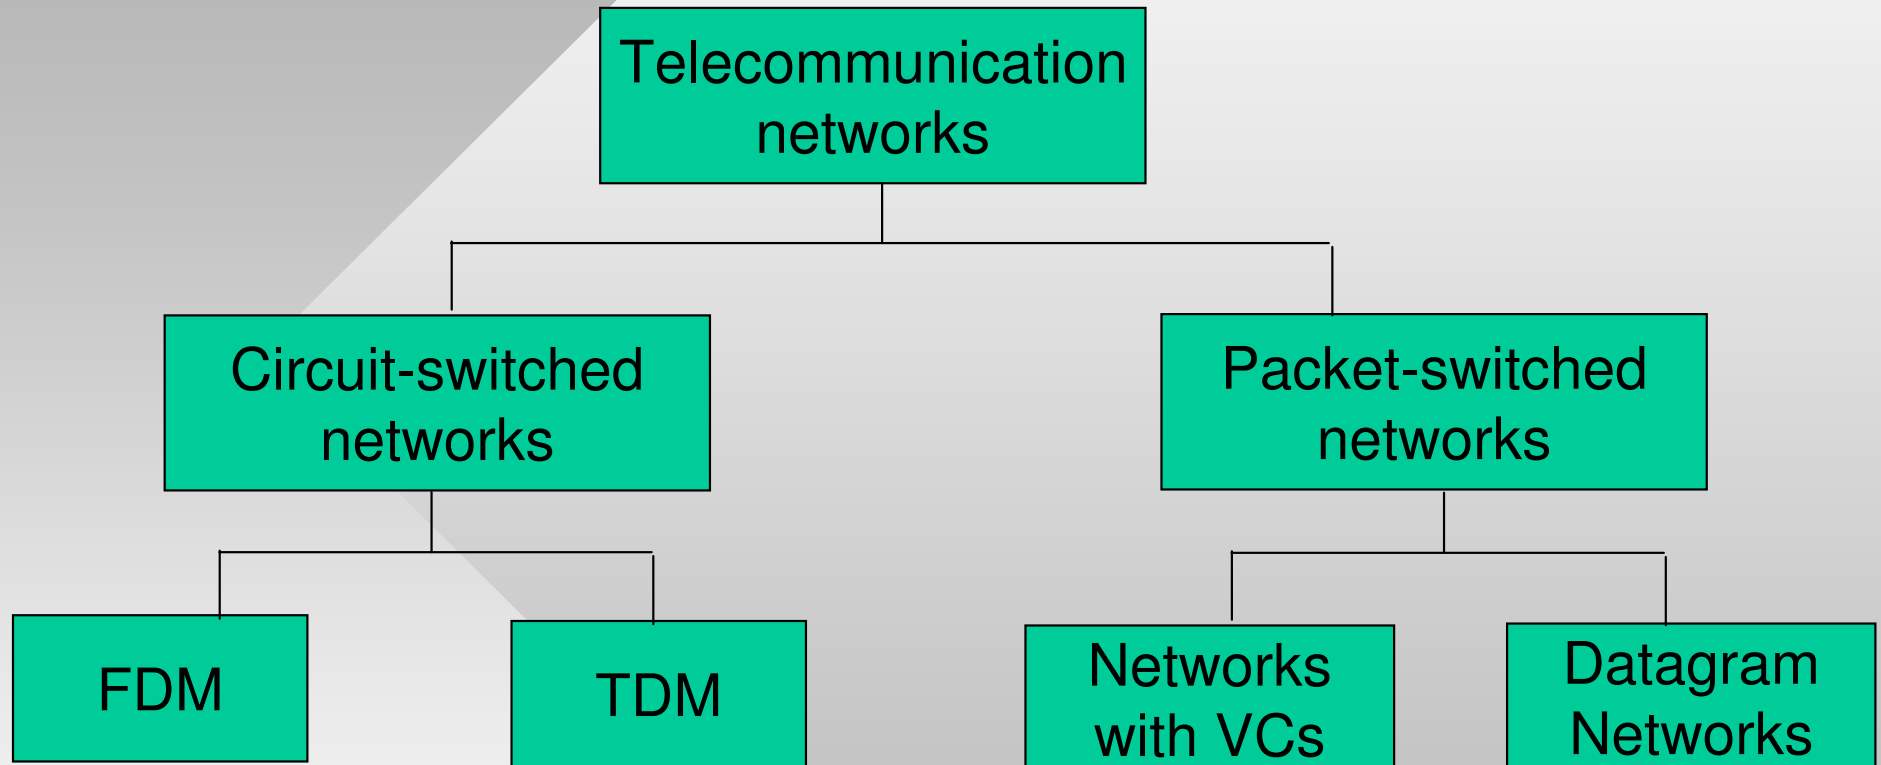 Telecommunication
networks
Circuit-switched
networks
Packet-switched
networks
FDM
TDM
Networks
with VCs
Datagram
Networks